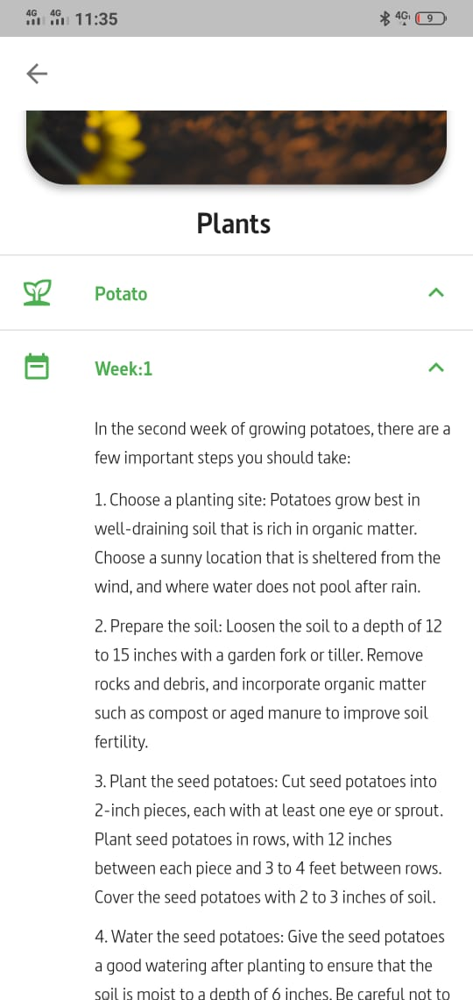 4G 4G 11:35 4G 9
Plants
Potato
Week:1
In the second week of growing potatoes, there are a
few important steps you should take:
1. Choose a planting site: Potatoes grow best in
well-draining soil that is rich in organic matter.
Choose a sunny location that is sheltered from the
wind, and where water does not pool after rain.
2. Prepare the soil: Loosen the soil to a depth of 12
to 15 inches with a garden fork or tiller. Remove
rocks and debris, and incorporate organic matter
such as compost or aged manure to improve soil
fertility.
3. Plant the seed potatoes: Cut seed potatoes into
2-inch pieces, each with at least one eye or sprout.
Plant seed potatoes in rows, with 12 inches
between each piece and 3 to 4 feet between rows.
Cover the seed potatoes with 2 to 3 inches of soil.
4. Water the seed potatoes: Give the seed potatoes
a good watering after planting to ensure that the
soil is moist to a depth of 6 inches. Be careful not to